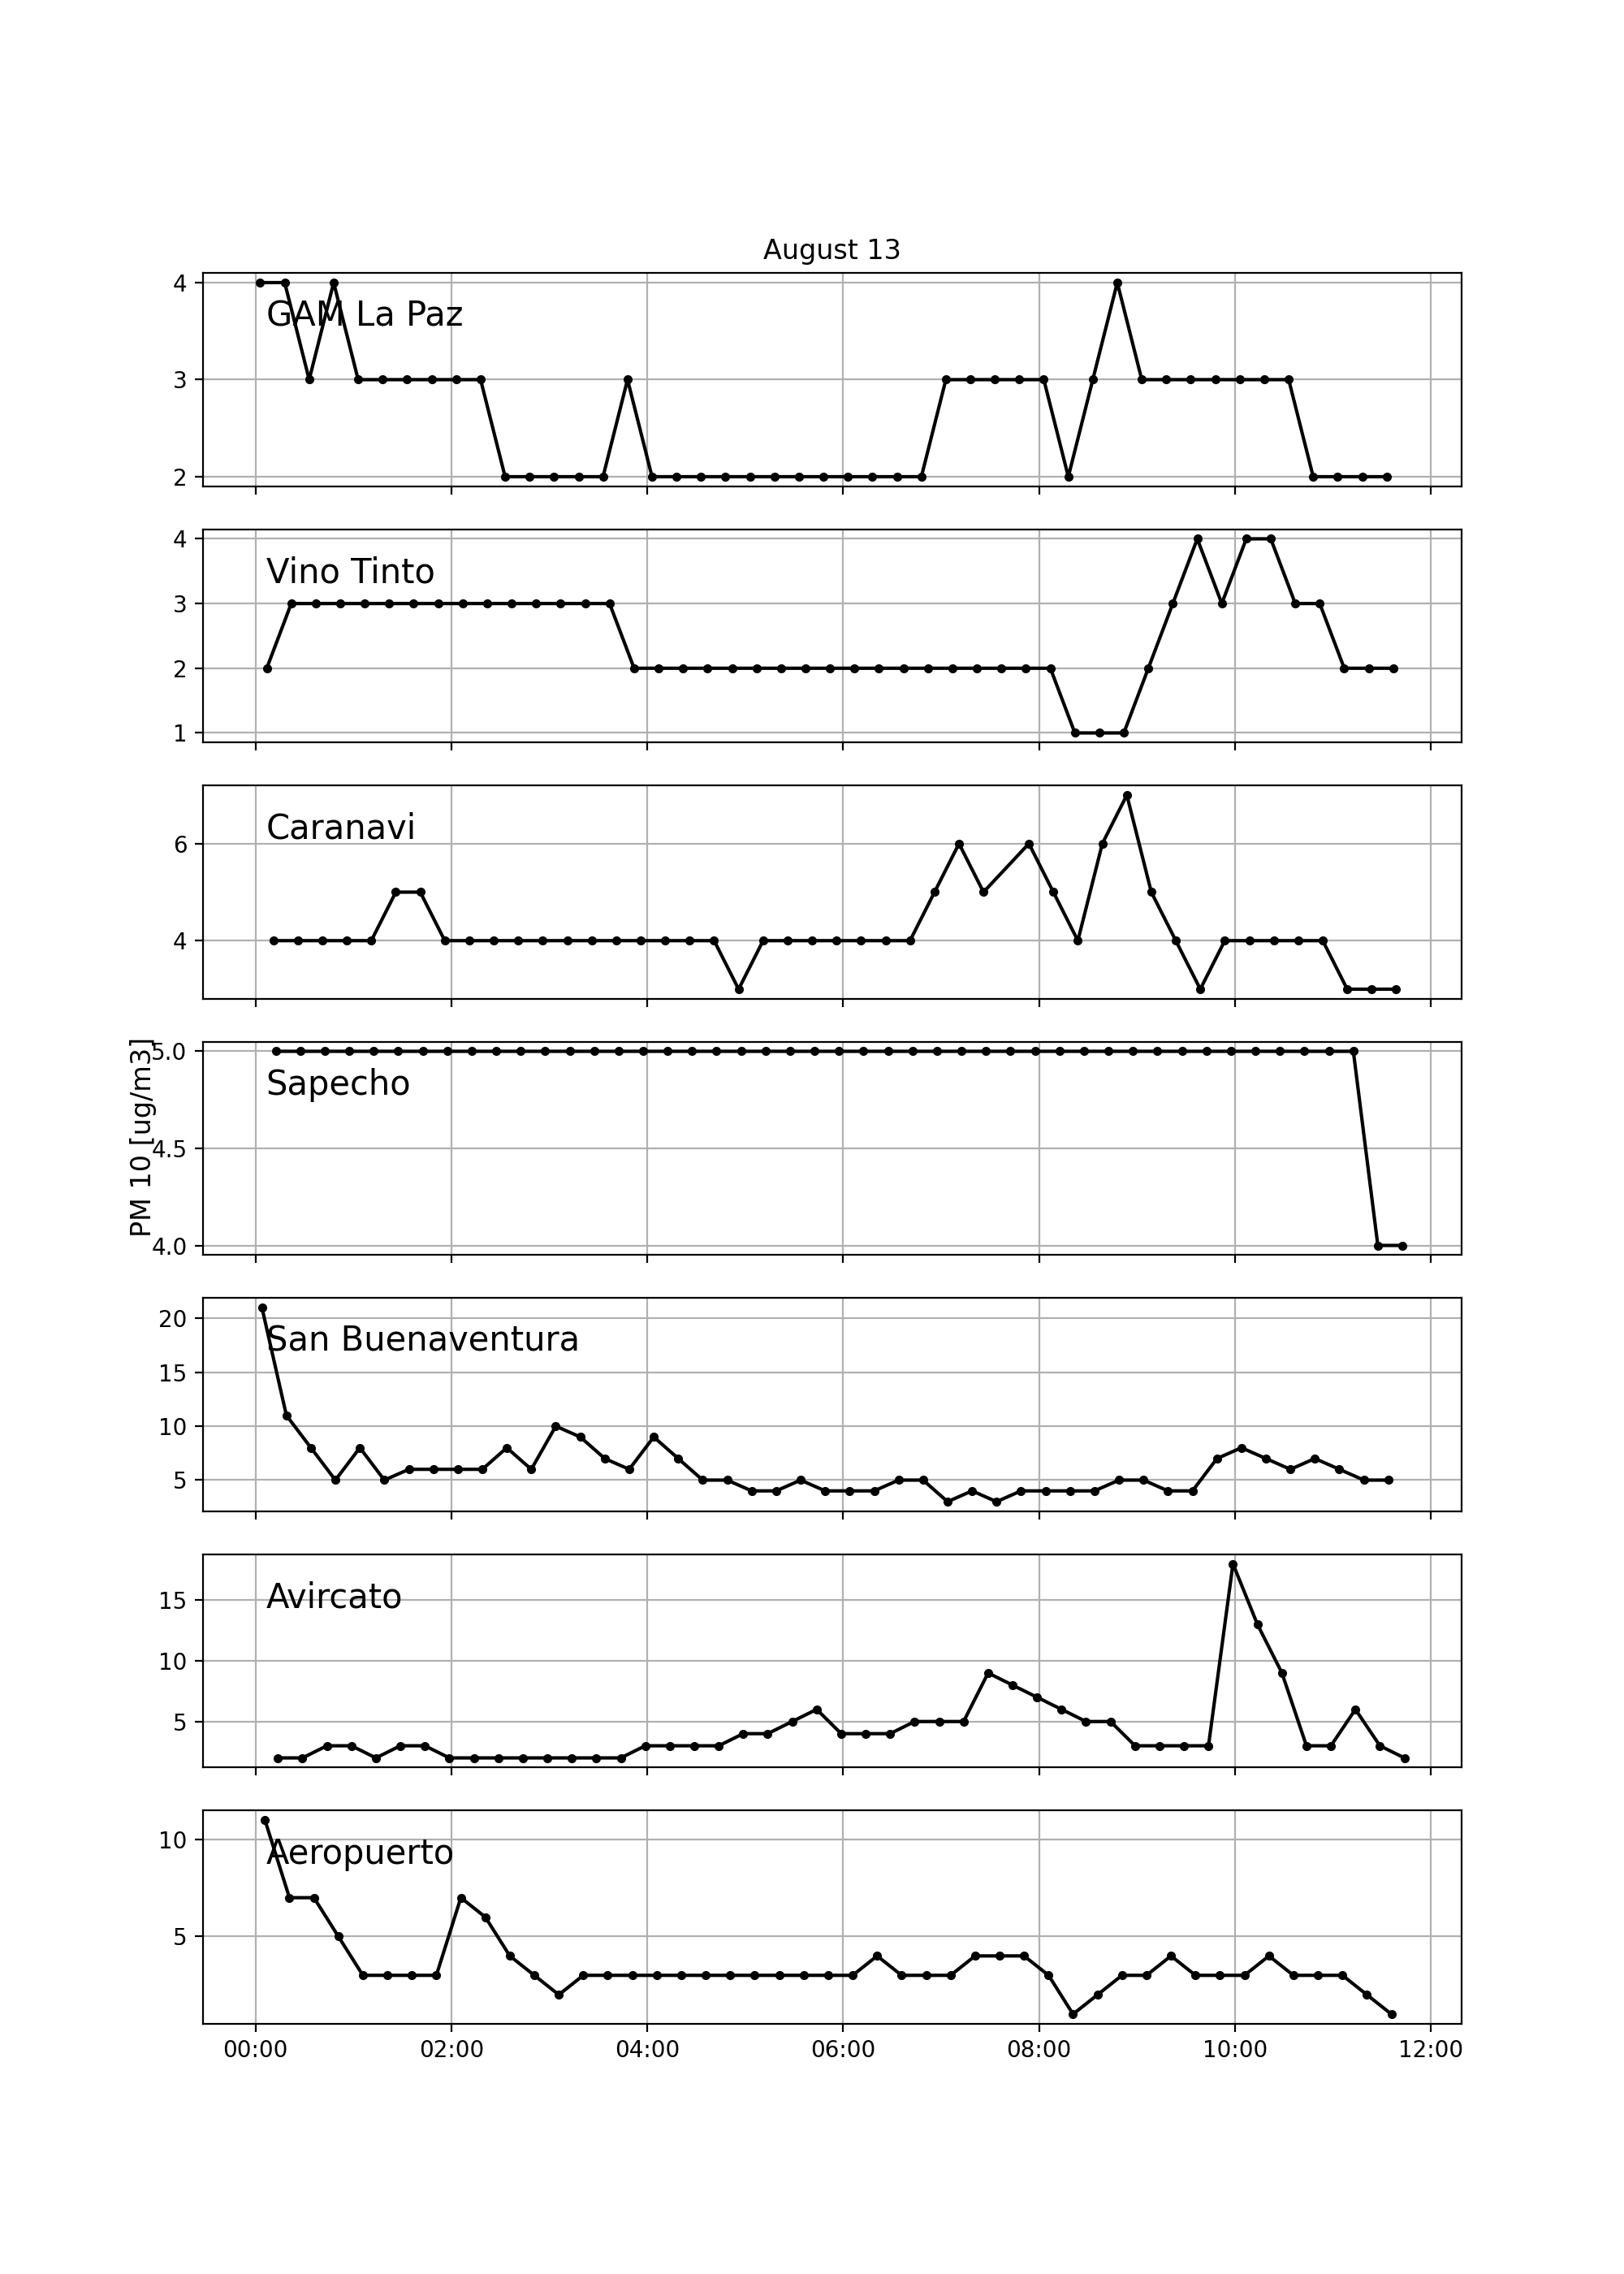 August 13
4
GAM La Paz
3
2
4
Vino Tinto
3
2
1
Caranavi
6
4
PM 10 [ug/m3]
5.0
Sapecho
4.5
4.0
20
San Buenaventura
15
10
5
Avircato
15
10
5
10
Aeropuerto
5
00:00 02:00 04:00 06:00 08:00 10:00 12:00